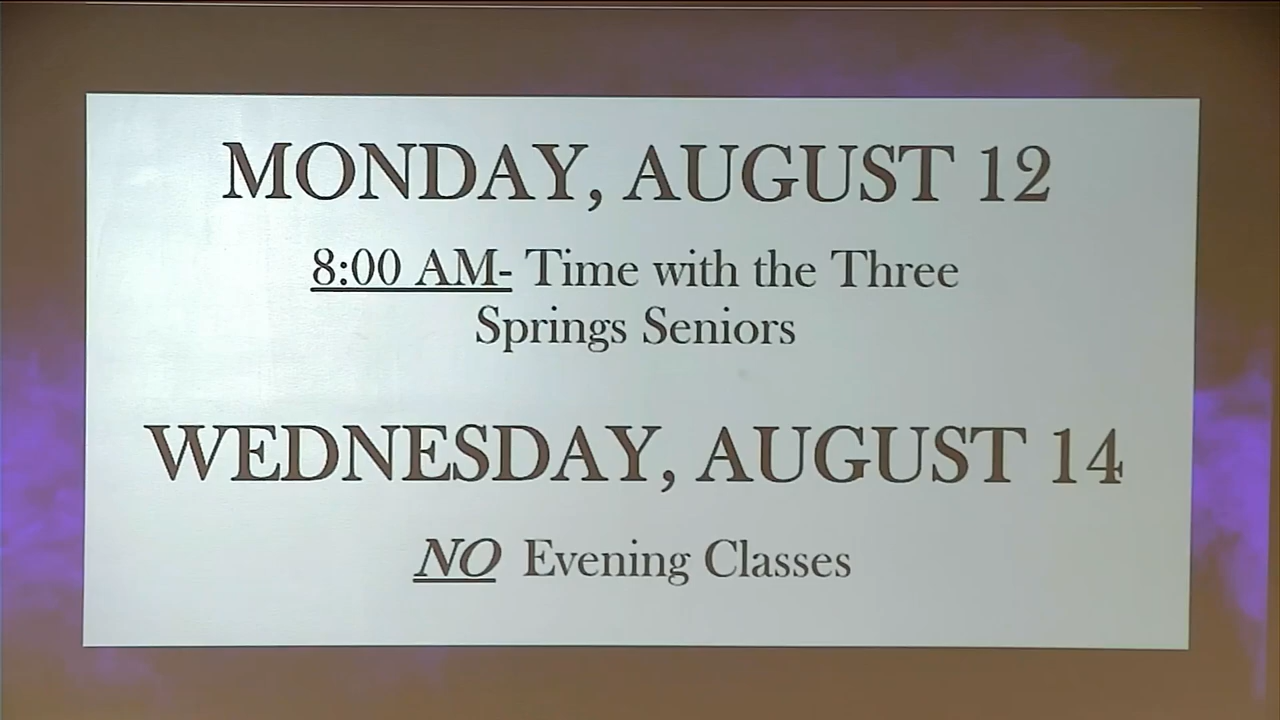 MONDAY, AUGUST 12
8:00 AM- Time with the Three
Springs Seniors
WEDNESDAY, AUGUST 14
NO Evening Classes